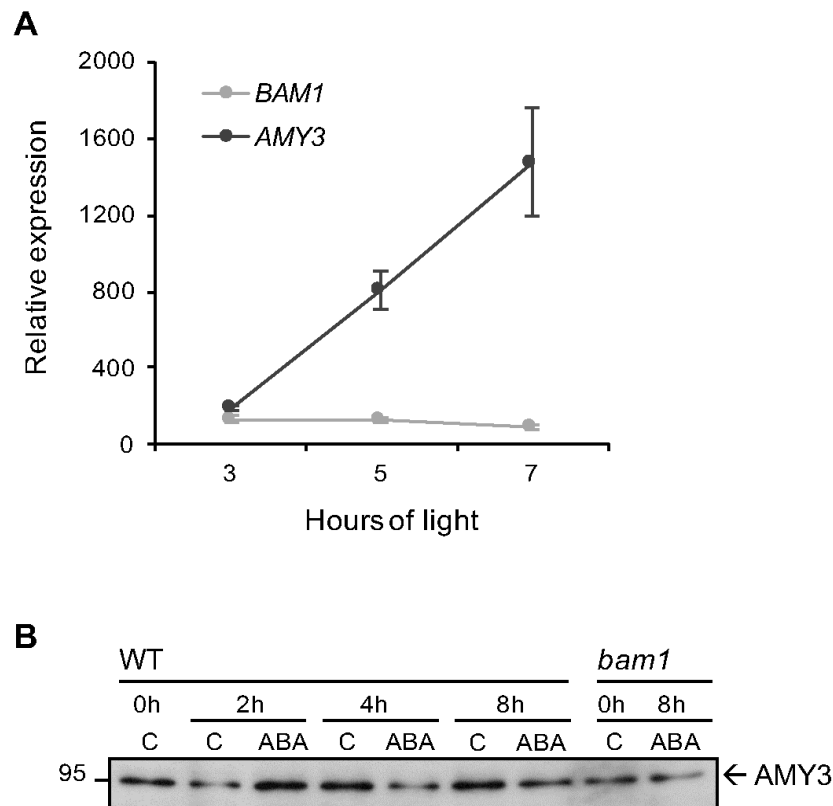 A
2000
1600
1200
800
400
0
BAM1
AMY3
Relative expression
3 5 7
Hours of light
B
WT bam1
0h 2h 4h 8h 0h 8h
C C ABA C ABA C ABA C ABA
95 ← AMY3